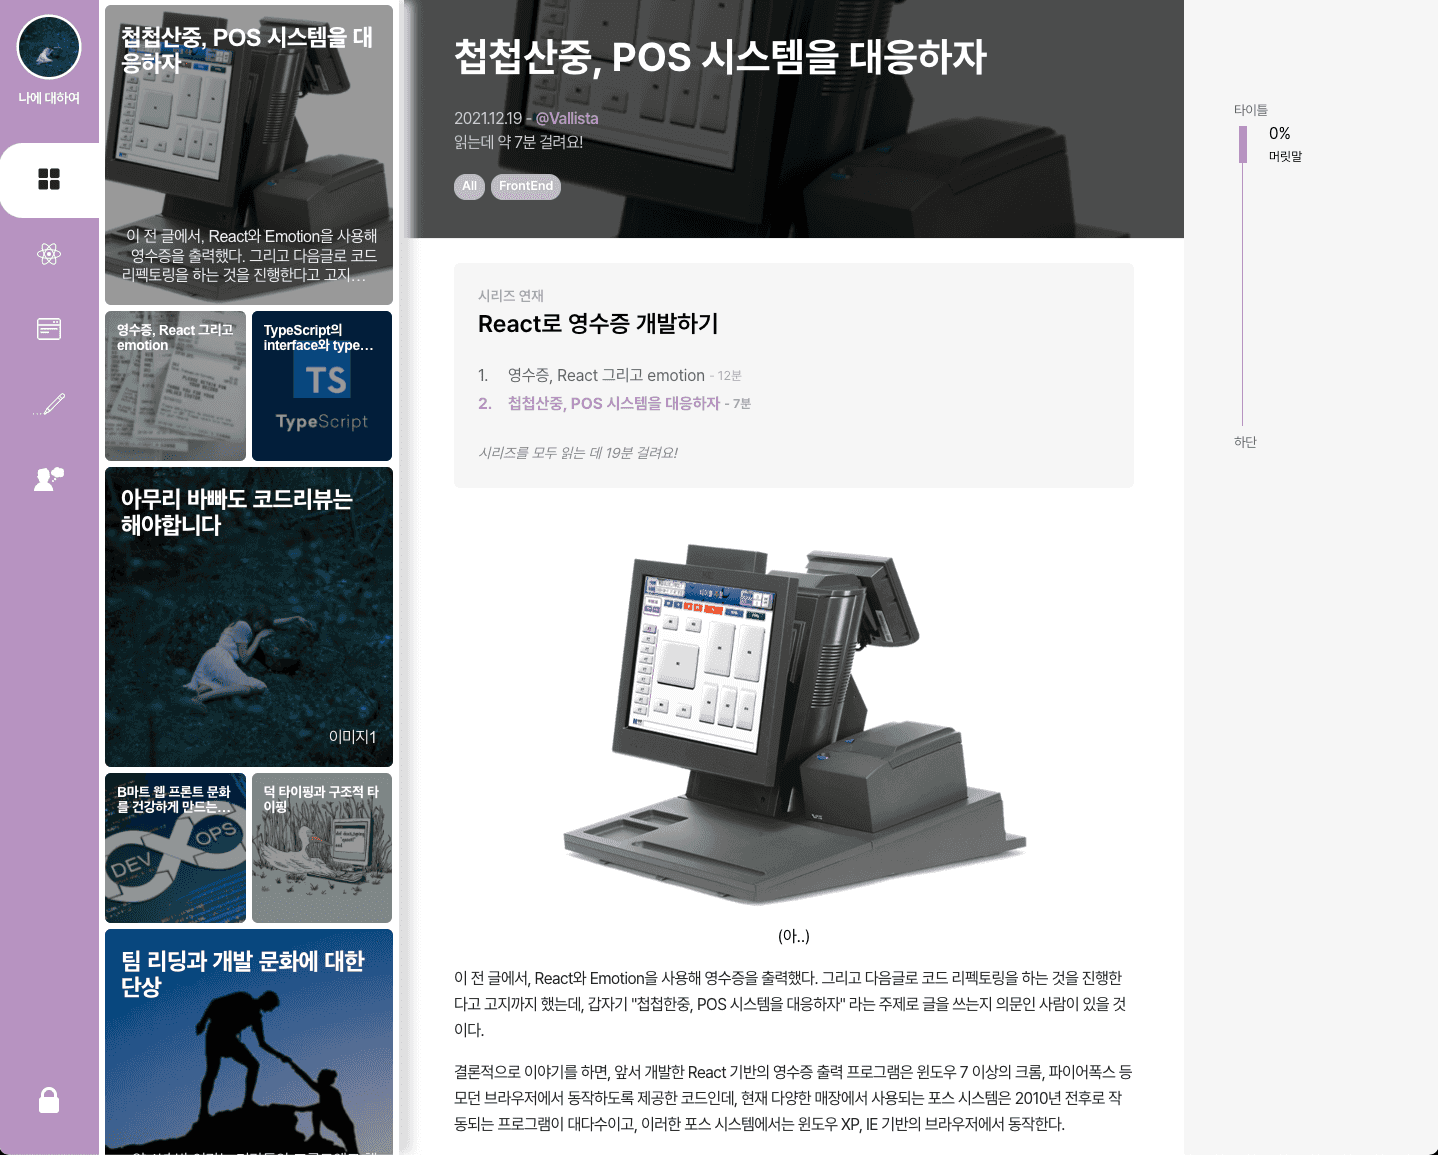 나에 대하여
첩첩산중, POS 시스템을 대
응하자
이 전 글에서, React와 Emotion을 사용해
영수증을 출력했다. 그리고 다음글로 코드
리펙토링을 하는 것을 진행한다고 고지…
영수증, React 그리고
emotion
TypeScript의
interface와 type…
TS
TypeScript
아무리 바빠도 코드리뷰는
해야합니다
이미지1
B마트 웹 프론트 문화
를 건강하게 만드는…
DEV
OPS
덕 타이핑과 구조적 타
이핑
팀 리딩과 개발 문화에 대한
단상
첩첩산중, POS 시스템을 대응하자
2021.12.19 - @Vallista
읽는데 약 7분 걸려요!
All
FrontEnd
시리즈 연재
React로 영수증 개발하기
1. 영수증, React 그리고 emotion - 12분
2. 첩첩산중, POS 시스템을 대응하자 - 7분
시리즈를 모두 읽는 데 19분 걸려요!
(아..)
이 전 글에서, React와 Emotion을 사용해 영수증을 출력했다. 그리고 다음글로 코드 리펙토링을 하는 것을 진행한
다고 고지까지 했는데, 갑자기 "첩첩한중, POS 시스템을 대응하자" 라는 주제로 글을 쓰는지 의문인 사람이 있을 것
이다.
결론적으로 이야기를 하면, 앞서 개발한 React 기반의 영수증 출력 프로그램은 윈도우 7 이상의 크롬, 파이어폭스 등
모던 브라우저에서 동작하도록 제공한 코드인데, 현재 다양한 매장에서 사용되는 포스 시스템은 2010년 전후로 작
동되는 프로그램이 대다수이고, 이러한 포스 시스템에서는 윈도우 XP, IE 기반의 브라우저에서 동작한다.
타이틀
0%
머릿말
하단